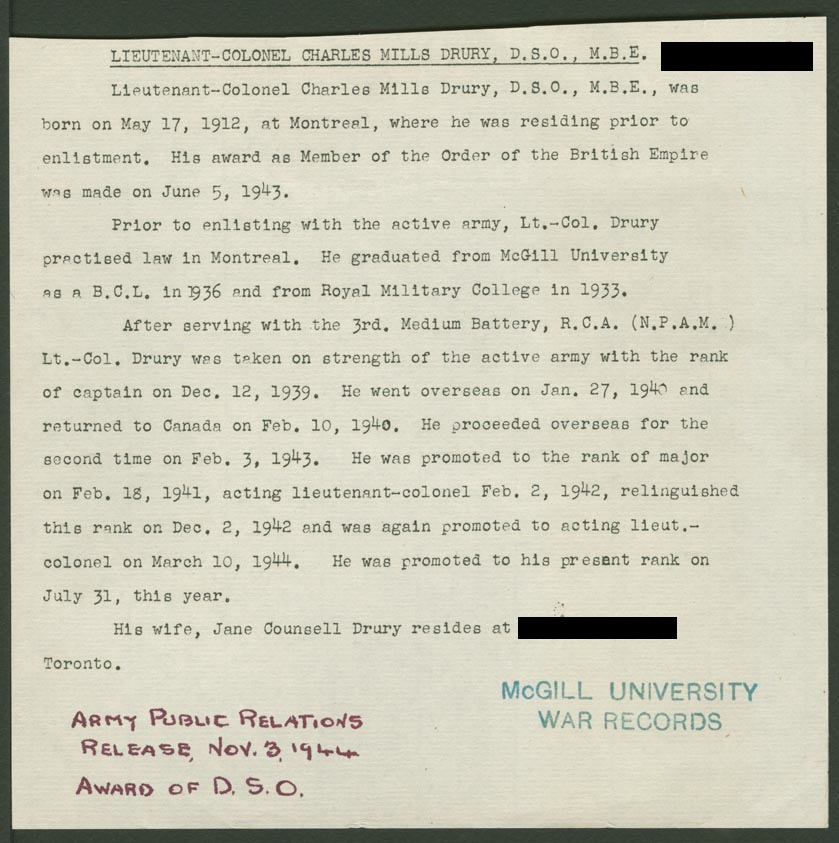 LIEUTENANT-COLONEL CHARLES MILLS DRURY, D.S.O., M.B.E.
Lieutenant-Colonel Charles Mills Drury, D.S.O., M.B.E., was
born on May 17, 1912, at Montreal, where he was residing prior to
enlistment. His award as Member of the Order of the British Empire
was made on June 5, 1943.
Prior to enlisting with the active army, Lt.-Col. Drury
practised law in Montreal. He graduated from McGill University
as a B.C.L. in 1936 and from Royal Military College in 1933.
After serving with the 3rd. Medium Battery, R.C.A. (N.P.A.M. )
Lt.-Col. Drury was taken on strength of the active army with the rank
of captain on Dec. 12, 1939. He went overseas on Jan. 27, 1940 and
returned to Canada on Feb. 10, 1940. He proceeded overseas for the
second time on Feb. 3, 1943. He was promoted to the rank of major
on Feb. 18, 1941, acting lieutenant-colonel Feb. 2, 1942, relinguished
this rank on Dec. 2, 1942 and was again promoted to acting lieut.-
colonel on March 10, 1944. He was promoted to his present rank on
July 31, this year.
His wife, Jane Counsell Drury resides at
Toronto.
McGILL UNIVERSITY
WAR RECORDS
ARMY PUBLIC RELATIONS
RELEASE, NOV. 3, 1944
AWARD OF D.S.O.